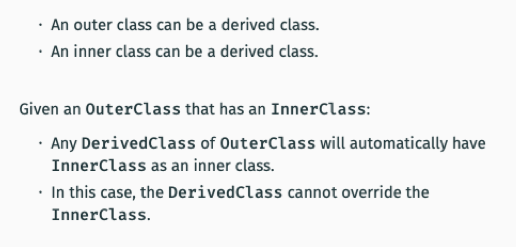 · An outer class can be a derived class.
· An inner class can be a derived class.
Given an OuterClass that has an InnerClass:
· Any DerivedClass of OuterClass will automatically have
InnerClass as an inner class.
· In this case, the DerivedClass cannot override the
InnerClass.